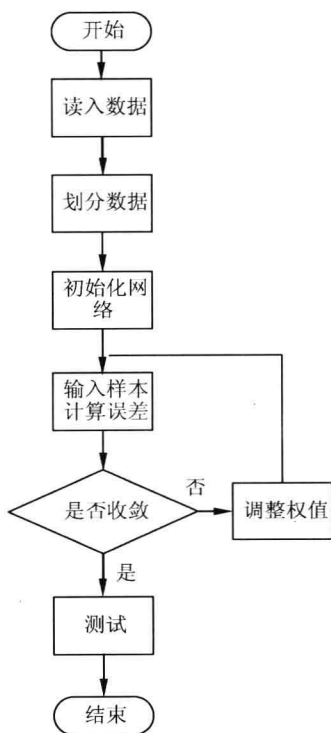 开始
读入数据
划分数据
初始化网
络
输入样本
计算误差
是否收敛
否
调整权值
是
测试
结束